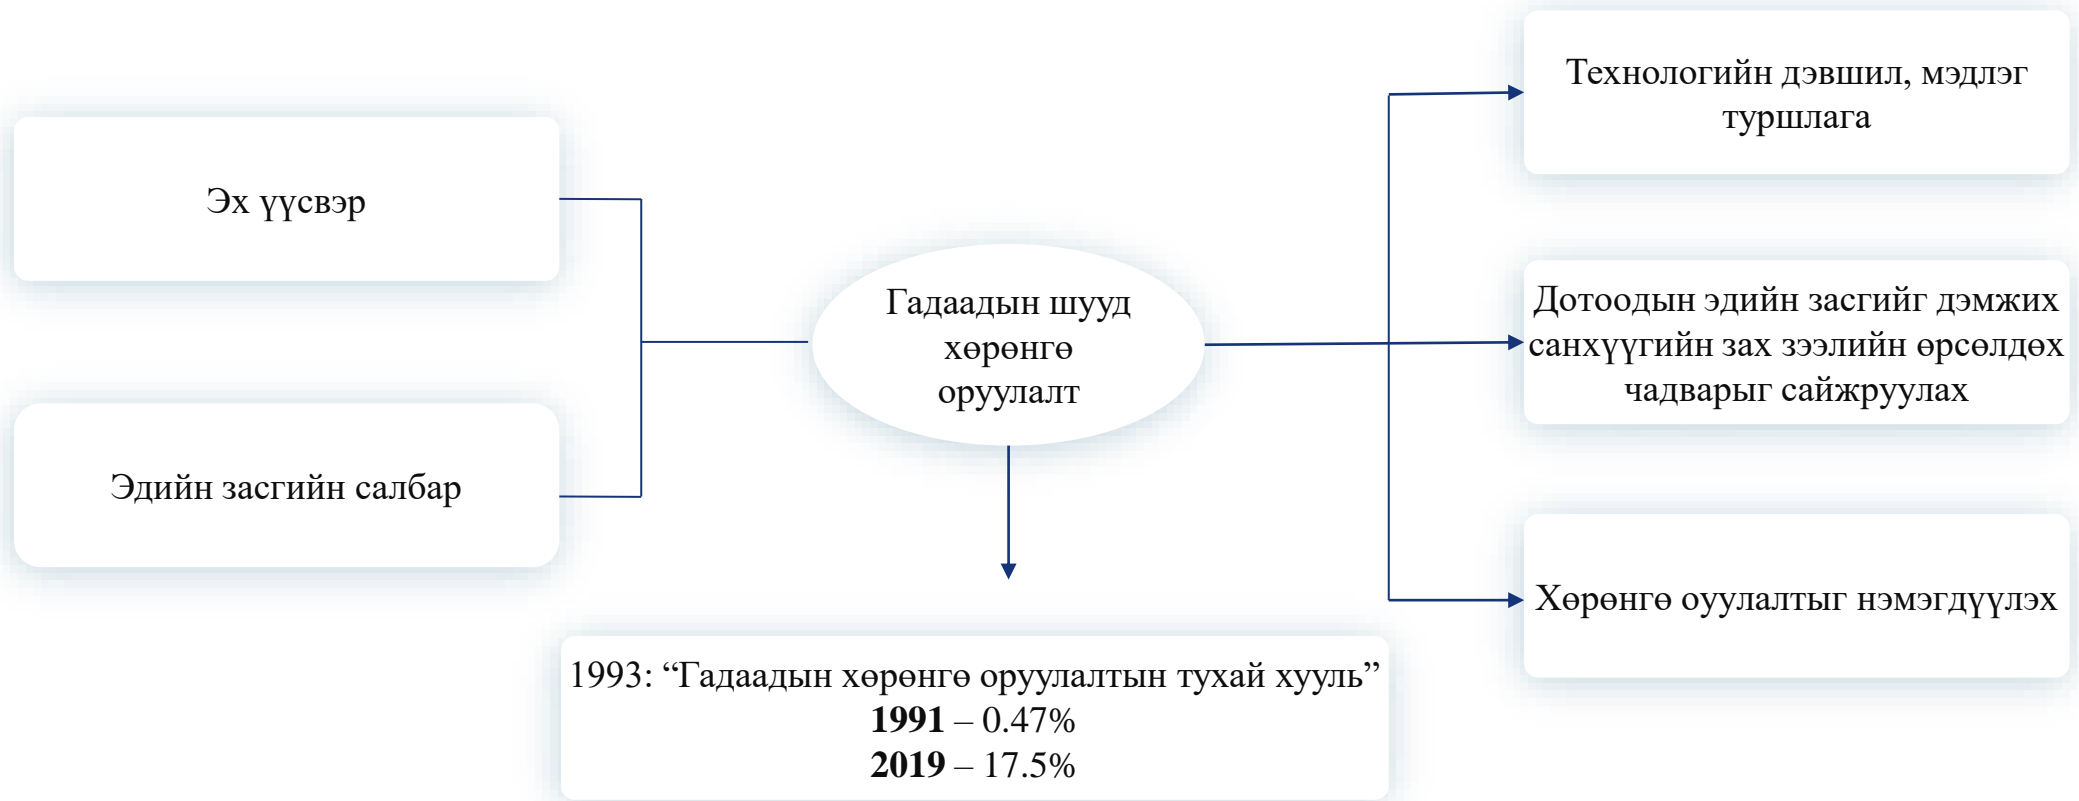 Эх үүсвэр
Эдийн засгийн салбар
Гадаадын шууд
хөрөнгө
оруулалт
Технологийн дэвшил, мэдлэг
туршлага
Дотоодын эдийн засгийг дэмжих
санхүүгийн зах зээлийн өрсөлдөх
чадварыг сайжруулах
Хөрөнгө оуулалтыг нэмэгдүүлэх
1993: “Гадаадын хөрөнгө оруулалтын тухай хууль”
1991 – 0.47%
2019 – 17.5%